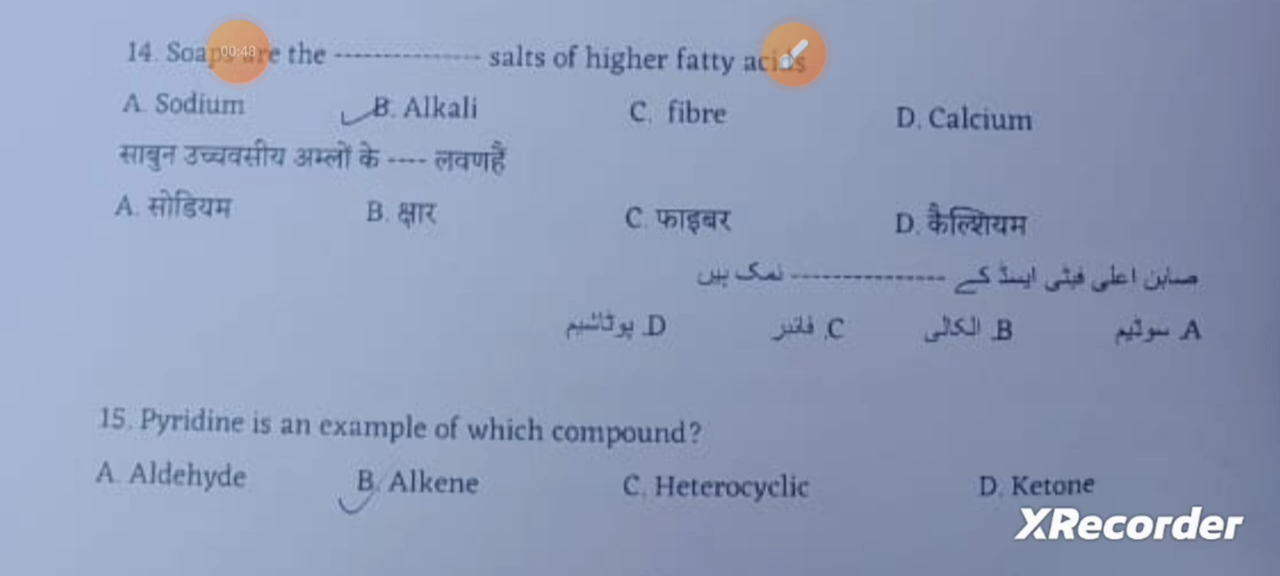 14. Soaps are the --------------- salts of higher fatty acids
00:48
A. Sodium B. Alkali C. fibre D. Calcium
साबुन उच्चवसीय अम्लों के ---- लवणहैं
A. सोडियम B. क्षार C. फाइबर D. कैल्शियम
صابن اعلی فیٹی ایسڈ کے ---------------- نمک ہیں
A. سوڈیم B. الکالی C. فائبر D. پوٹاشیم
15. Pyridine is an example of which compound?
A. Aldehyde B. Alkene C. Heterocyclic D. Ketone
XRecorder